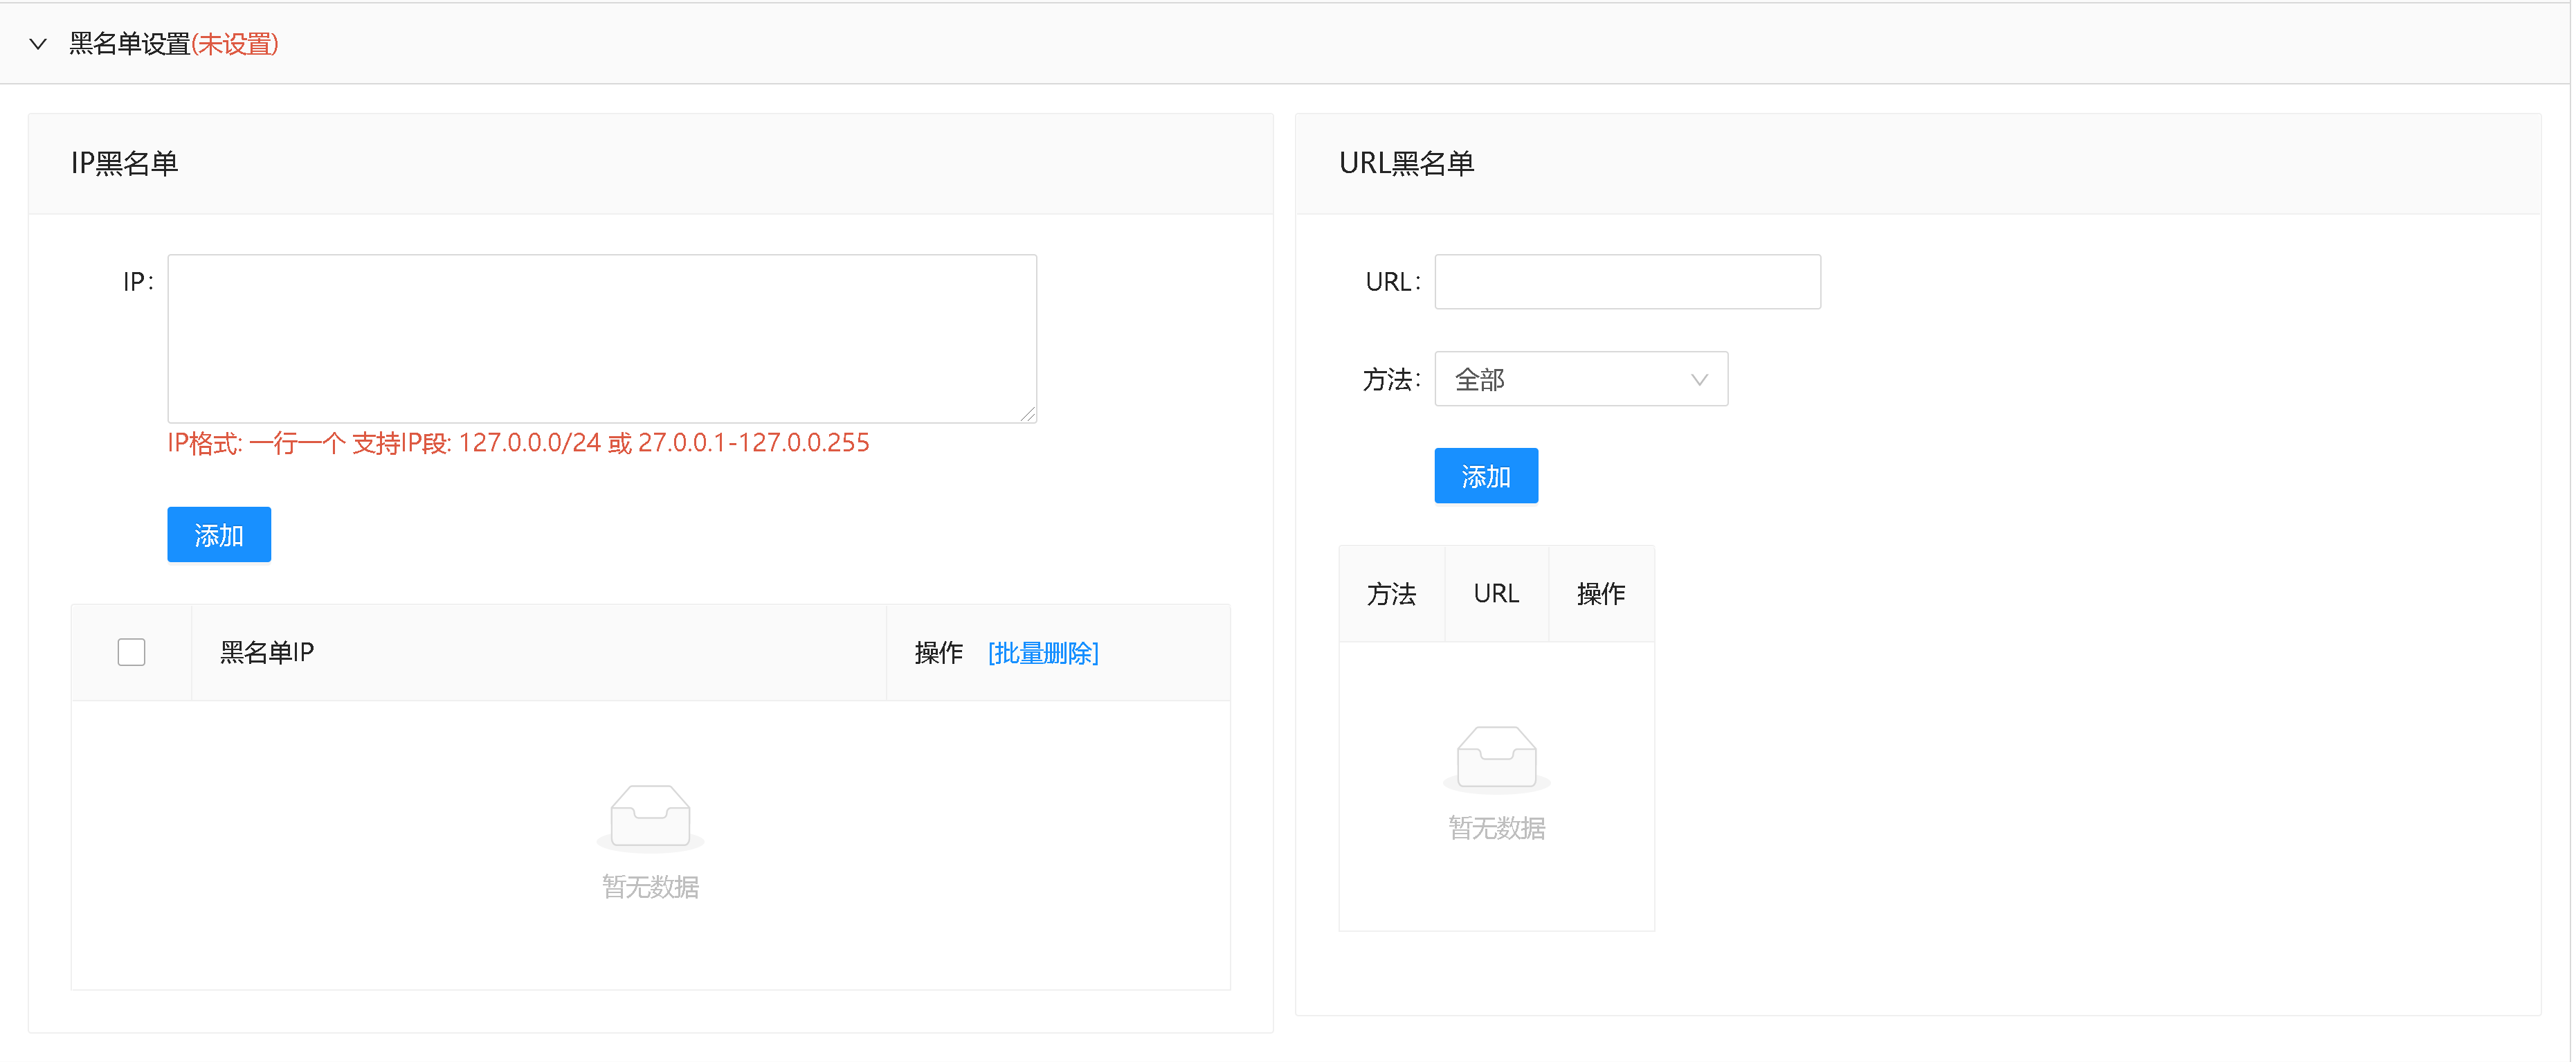 黑名单设置(未设置)
IP黑名单
IP:
IP格式: 一行一个 支持IP段: 127.0.0.0/24 或 27.0.0.1-127.0.0.255
添加
黑名单IP 操作 [批量删除]
暂无数据
URL黑名单
URL:
方法: 全部
添加
方法 URL 操作
暂无数据